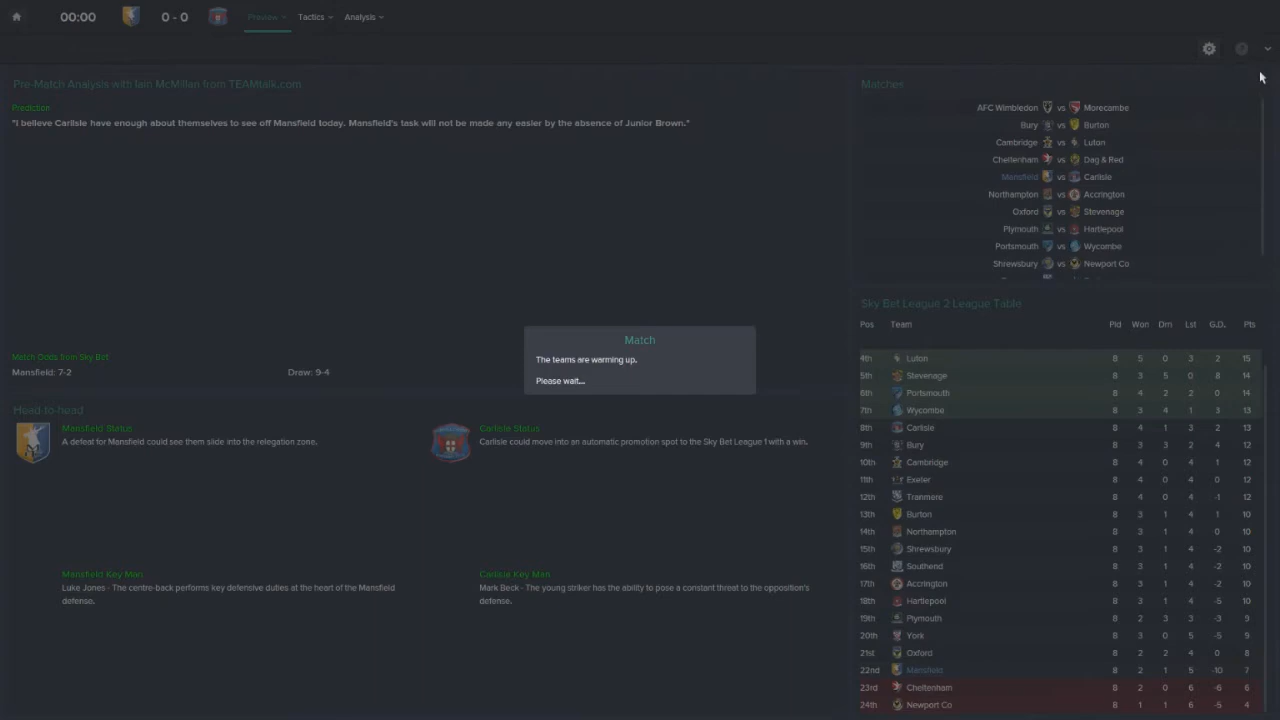 00:00 0 - 0 Preview Tactics Analysis
Pre-Match Analysis with Iain McMillan from TEAMtalk.com
Prediction
"I believe Carlisle have enough about themselves to see off Mansfield today. Mansfield's task will not be made any easier by the absence of Junior Brown."
Match Odds from Sky Bet
Mansfield: 7-2 Draw: 9-4
Head to head
Mansfield Status
A defeat for Mansfield could see them slide into the relegation zone.
Carlisle Status
Carlisle could move into an automatic promotion spot to the Sky Bet League 1 with a win.
Mansfield Key Man
Luke Jones - The centre-back performs key defensive duties at the heart of the Mansfield
defense.
Carlisle Key Man
Mark Beck - The young striker has the ability to pose a constant threat to the opposition's
defense.
Match
The teams are warming up.
Please wait...
Matches
AFC Wimbledon vs Morecambe
Bury vs Burton
Cambridge vs Luton
Cheltenham vs Dag & Red
Mansfield vs Carlisle
Northampton vs Accrington
Oxford vs Stevenage
Plymouth vs Hartlepool
Portsmouth vs Wycombe
Shrewsbury vs Newport Co
Sky Bet League 2 League Table
Pos Team Pld Won Drn Lst G.D. Pts
4th Luton 8 5 0 3 2 15
5th Stevenage 8 3 5 0 8 14
6th Portsmouth 8 4 2 2 0 14
7th Wycombe 8 3 4 1 3 13
8th Carlisle 8 4 1 3 2 13
9th Bury 8 3 3 2 4 12
10th Cambridge 8 4 0 4 1 12
11th Exeter 8 4 0 4 0 12
12th Tranmere 8 4 0 4 -1 12
13th Burton 8 3 1 4 1 10
14th Northampton 8 3 1 4 0 10
15th Shrewsbury 8 3 1 4 -2 10
16th Southend 8 3 1 4 -2 10
17th Accrington 8 3 1 4 -2 10
18th Hartlepool 8 3 1 4 -5 10
19th Plymouth 8 2 3 3 -3 9
20th York 8 3 0 5 -5 9
21st Oxford 8 2 2 4 0 8
22nd Mansfield 8 2 1 5 -10 7
23rd Cheltenham 8 2 0 6 -6 6
24th Newport Co 8 1 1 6 -5 4